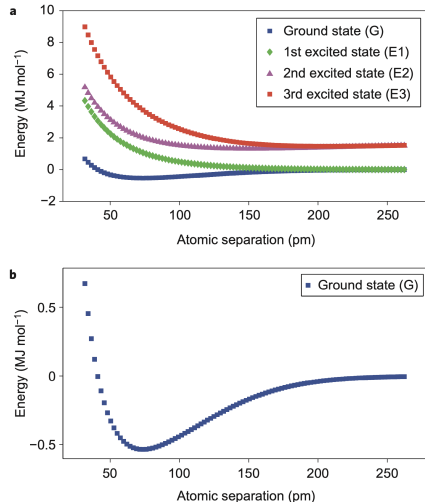 a
10
8
6
4
2
0
−2
Energy (MJ mol⁻¹)
Ground state (G)
1st excited state (E1)
2nd excited state (E2)
3rd excited state (E3)
50 100 150 200 250
Atomic separation (pm)
b
0.5
0
−0.5
Energy (MJ mol⁻¹)
Ground state (G)
50 100 150 200 250
Atomic separation (pm)